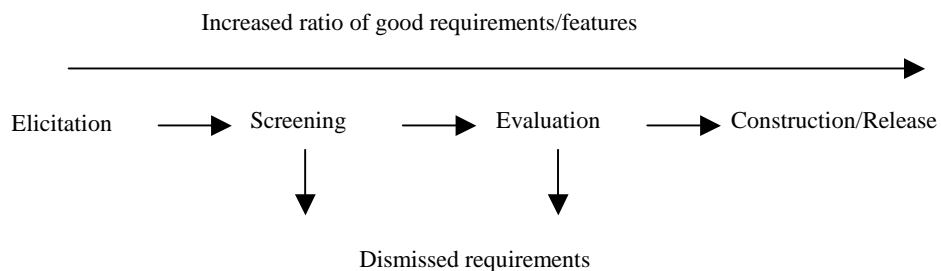 Increased ratio of good requirements/features
Elicitation Screening Evaluation Construction/Release
Dismissed requirements